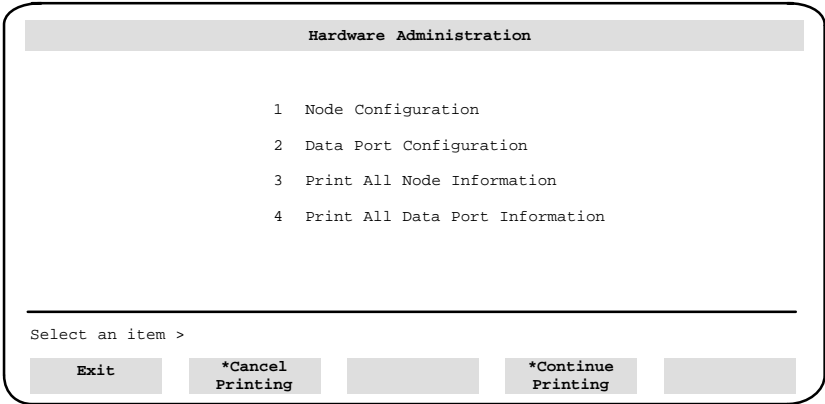 Hardware Administration
1 Node Configuration
2 Data Port Configuration
3 Print All Node Information
4 Print All Data Port Information
Select an item >
Exit *Cancel *Continue
Printing Printing